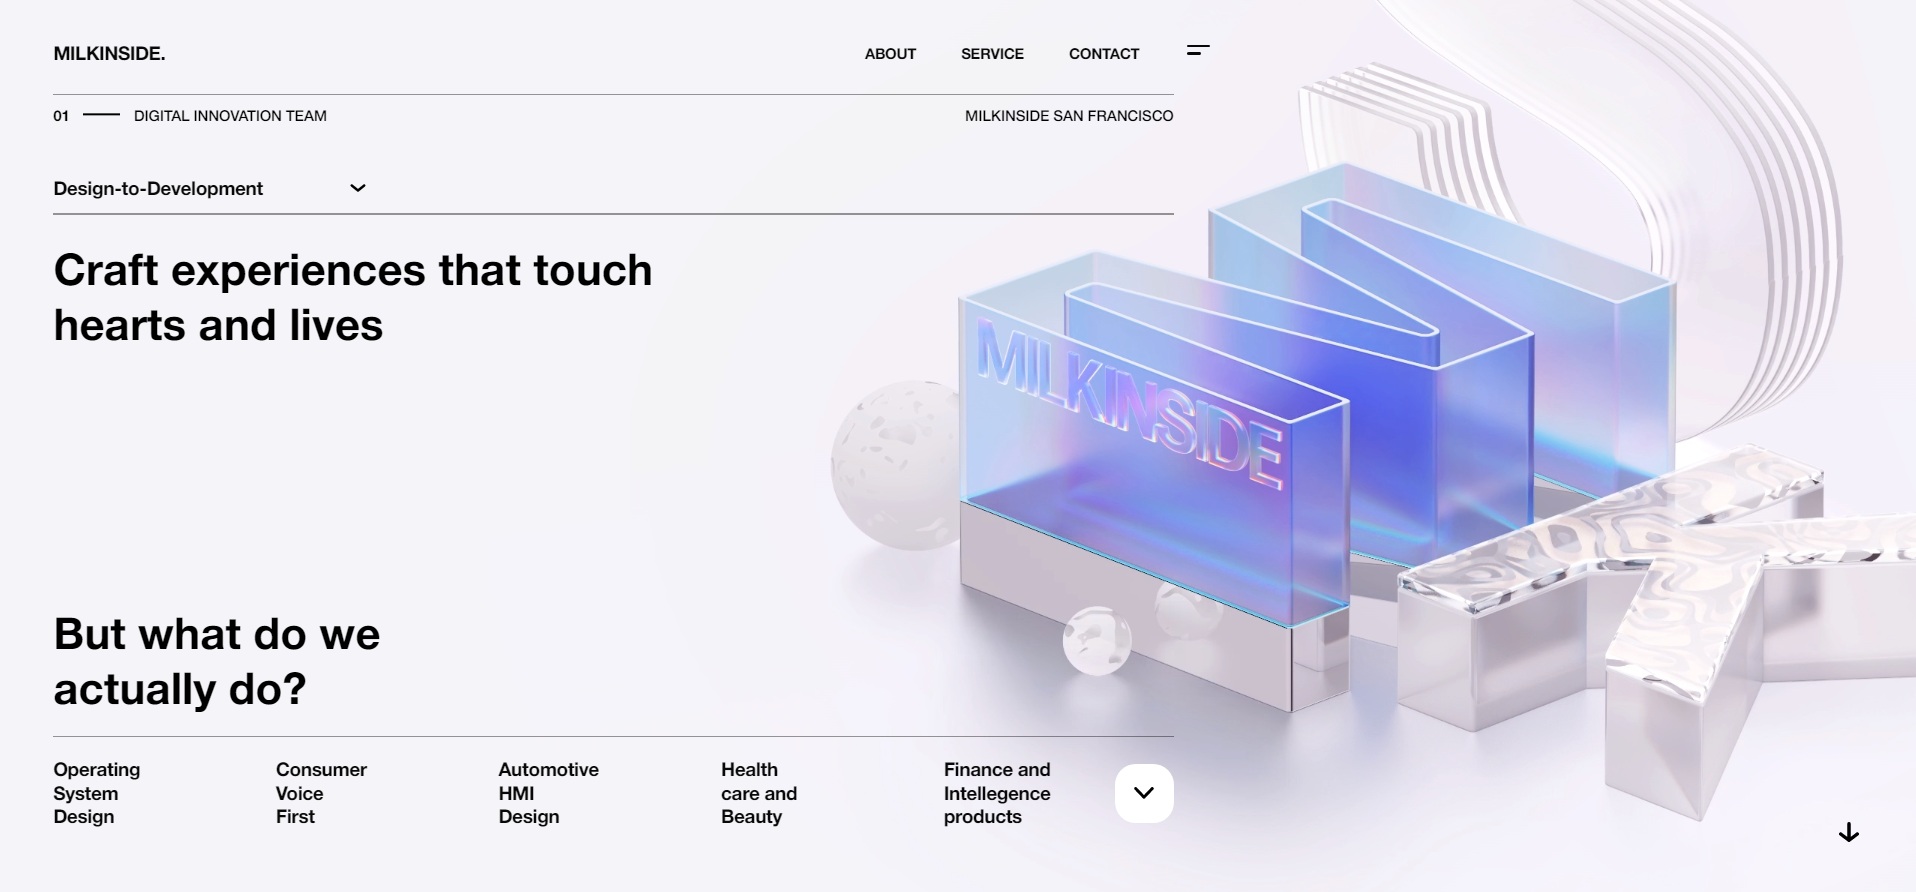 MILKINSIDE.
ABOUT
SERVICE
CONTACT
01
DIGITAL INNOVATION TEAM
MILKINSIDE SAN FRANCISCO
Design-to-Development
Craft experiences that touch
hearts and lives
MILKINSIDE
But what do we
actually do?
Operating
System
Design
Consumer
Voice
First
Automotive
HMI
Design
Health
care and
Beauty
Finance and
Intellegence
products